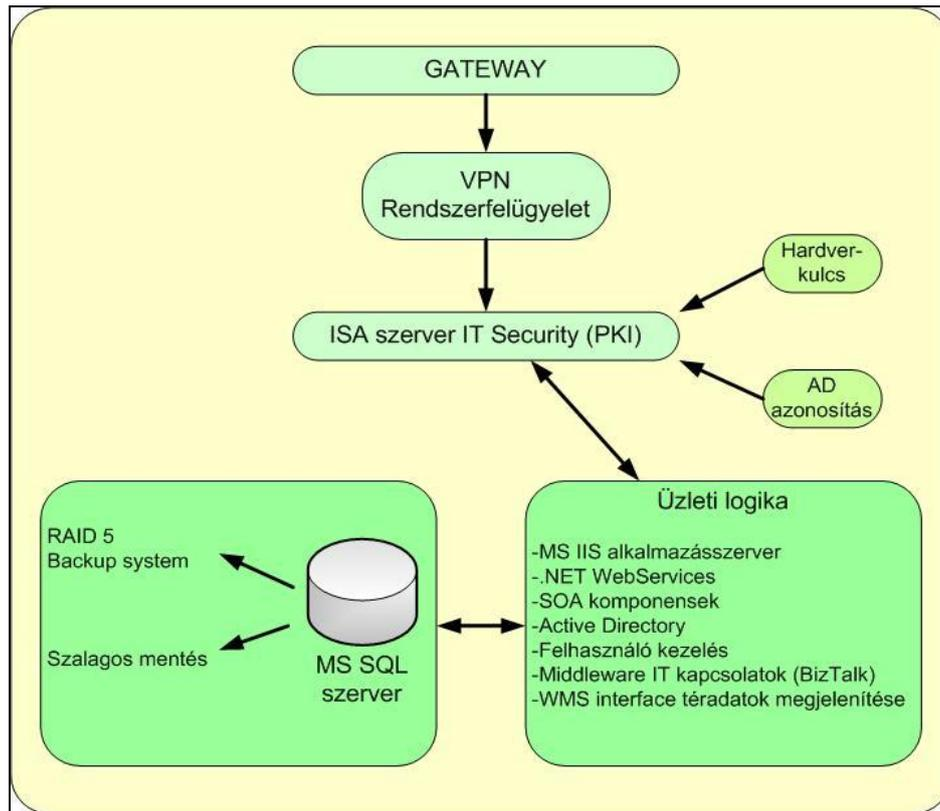 GATEWAY
VPN
Rendszerfelügyelet
Hardver-
kulcs
ISA szerver IT Security (PKI)
AD
azonosítás
RAID 5
Backup system
Szalagos mentés
MS SQL
szerver
Üzleti logika
-MS IIS alkalmazásszerver
-.NET WebServices
-SOA komponensek
-Active Directory
-Felhasználó kezelés
-Middleware IT kapcsolatok (BizTalk)
-WMS interface téradatok megjelenítése